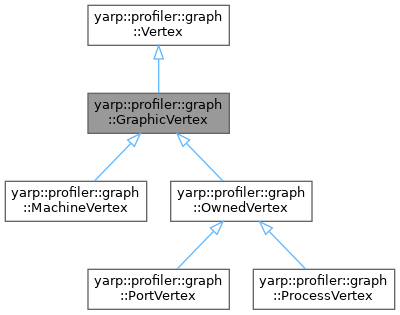 yarp::profiler::graph
::Vertex
yarp::profiler::graph
::GraphicVertex
yarp::profiler::graph
::MachineVertex
yarp::profiler::graph
::OwnedVertex
yarp::profiler::graph
::PortVertex
yarp::profiler::graph
::ProcessVertex